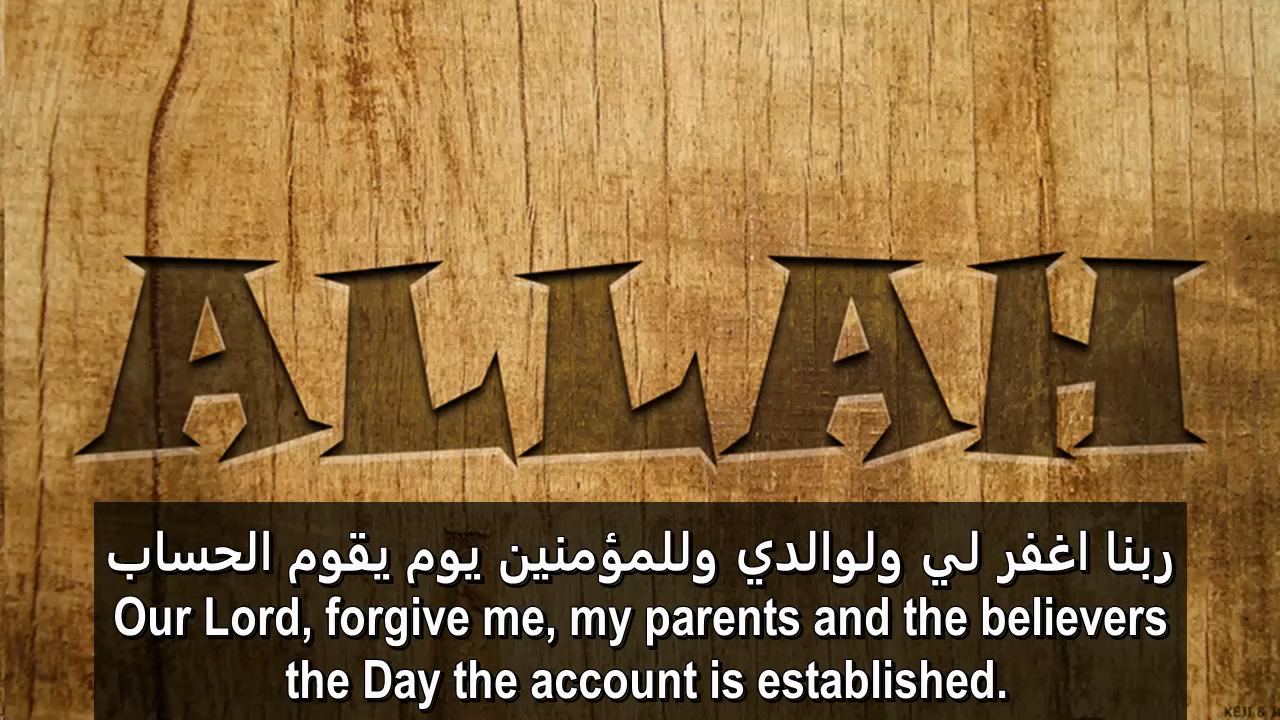 ALLAH
ربنا اغفر لي ولوالدي وللمؤمنين يوم يقوم الحساب
Our Lord, forgive me, my parents and the believers
the Day the account is established.
KEJI &